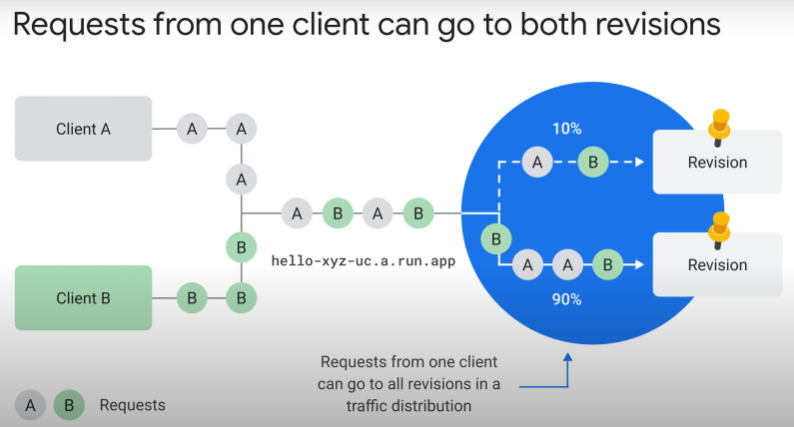 Requests from one client can go to both revisions
Client A
A
A
A
10%
A
B
Revision
A
B
A
B
B
B
hello-xyz-uc.a.run.app
A
A
B
Revision
Client B
B
B
90%
Requests from one client
can go to all revisions in a
traffic distribution
A
B
Requests